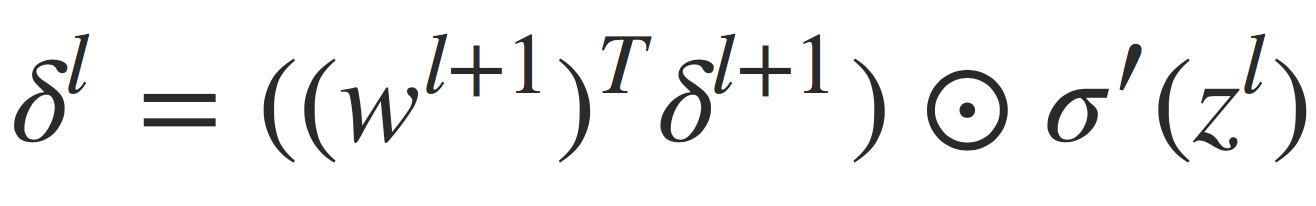 δ^l = ((w^{l+1})^T δ^{l+1}) ⊙ σ′(z^l)